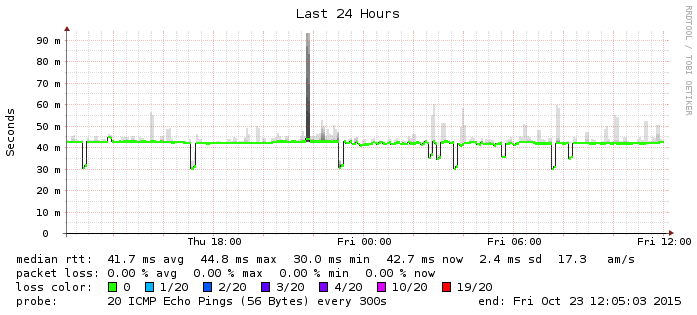 Last 24 Hours
RRDTOOL / TOBI OETIKER
Seconds
90 m
80 m
70 m
60 m
50 m
40 m
30 m
20 m
10 m
0
Thu 18:00 Fri 00:00 Fri 06:00 Fri 12:00
median rtt: 41.7 ms avg 44.8 ms max 30.0 ms min 42.7 ms now 2.4 ms sd 17.3 am/s
packet loss: 0.00 % avg 0.00 % max 0.00 % min 0.00 % now
loss color: 0 1/20 2/20 3/20 4/20 10/20 19/20
probe: 20 ICMP Echo Pings (56 Bytes) every 300s end: Fri Oct 23 12:05:03 2015